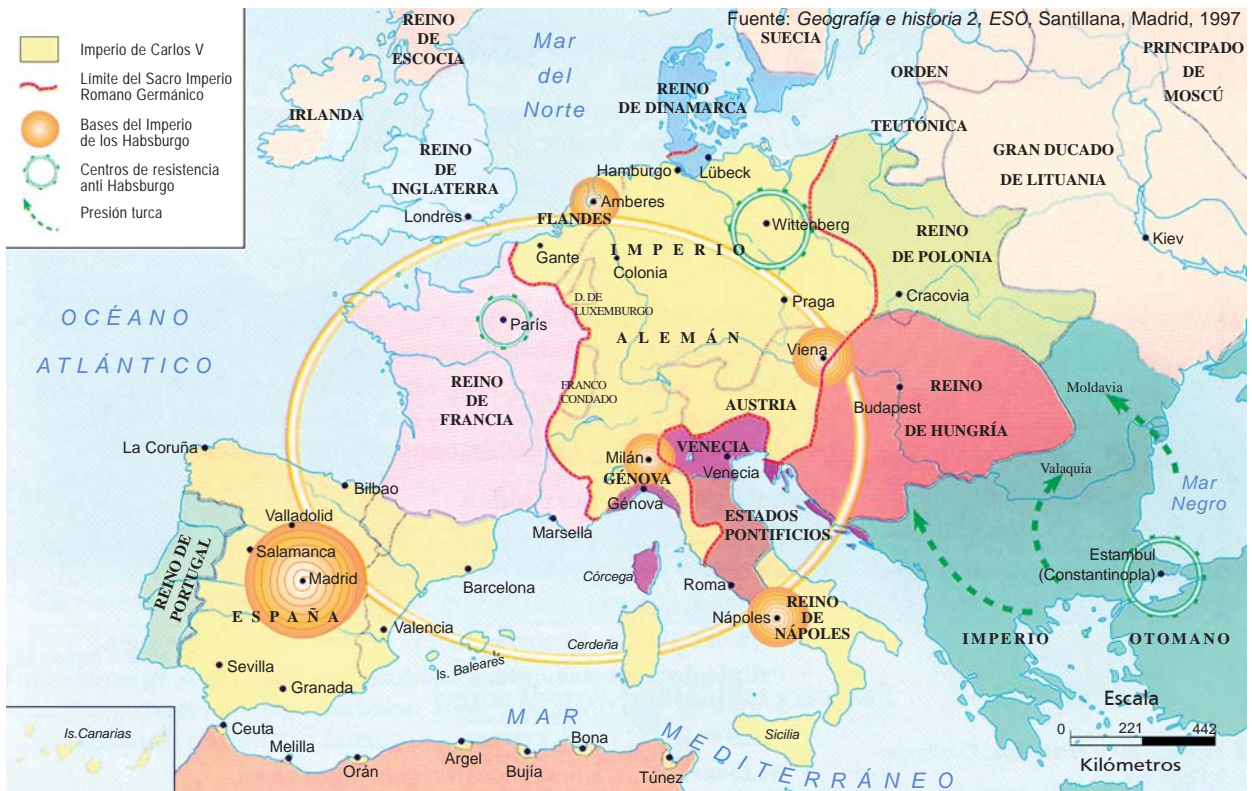 Fuente: Geografía e historia 2, ESO, Santillana, Madrid, 1997
Imperio de Carlos V
Límite del Sacro Imperio
Romano Germánico
Bases del Imperio
de los Habsburgo
Centros de resistencia
anti Habsburgo
Presión turca
REINO
DE
ESCOCIA
Mar
del
Norte
SUECIA
PRINCIPADO
DE
MOSCÚ
ORDEN
TEUTÓNICA
REINO
DE DINAMARCA
IRLANDA
GRAN DUCADO
DE LITUANIA
REINO
DE
INGLATERRA
Hamburgo
Lübeck
Londres
Amberes
FLANDES
Wittenberg
Kiev
REINO
DE POLONIA
IMPERIO
Gante
Colonia
D. DE
LUXEMBURGO
Praga
Cracovia
OCÉANO
ATLÁNTICO
París
ALEMÁN
Viena
REINO
DE FRANCIA
FRANCO
CONDADO
AUSTRIA
Budapest
REINO
DE HUNGRÍA
Moldavia
La Coruña
Bilbao
Milán
VENECIA
Venecia
GÉNOVA
Génova
Valaquia
Mar
Negro
Valladolid
Salamanca
Madrid
Marsella
ESTADOS
PONTIFICIOS
Estambul
(Constantinopla)
REINO DE
PORTUGAL
Barcelona
Córcega
Roma
ESPAÑA
Valencia
Nápoles
REINO
DE
NÁPOLES
Cerdeña
IMPERIO
OTOMANO
Is. Baleares
Sevilla
Granada
Escala
0 221 442
Kilómetros
Is.Canarias
Ceuta
Melilla
Orán
Argel
Bujía
Bona
Túnez
Sicilia
MAR
MEDITERRÁNEO